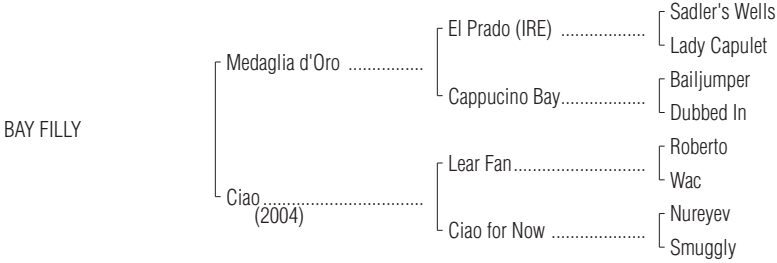 Sadler's Wells
El Prado (IRE) ...................
Lady Capulet
Medaglia d'Oro ................
Bailjumper
Cappucino Bay..................
Dubbed In
BAY FILLY
Roberto
Lear Fan............................
Wac
Ciao..................................
(2004)
Nureyev
Ciao for Now ....................
Smuggly